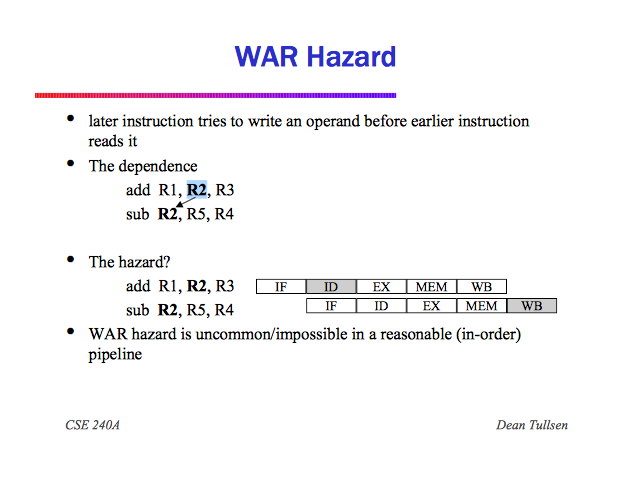 WAR Hazard
later instruction tries to write an operand before earlier instruction
reads it
The dependence
add R1, R2, R3
sub R2, R5, R4
The hazard?
add R1, R2, R3 IF ID EX MEM WB
sub R2, R5, R4 IF ID EX MEM WB
WAR hazard is uncommon/impossible in a reasonable (in-order)
pipeline
CSE 240A Dean Tullsen